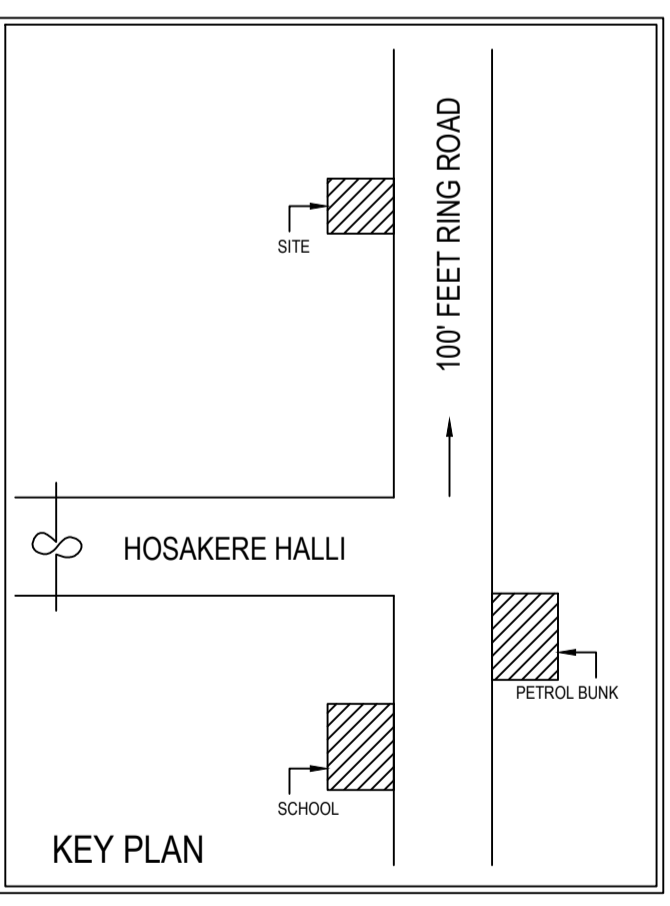 100' FEET RING ROAD
SITE
HOSAKERE HALLI
PETROL BUNK
SCHOOL
KEY PLAN